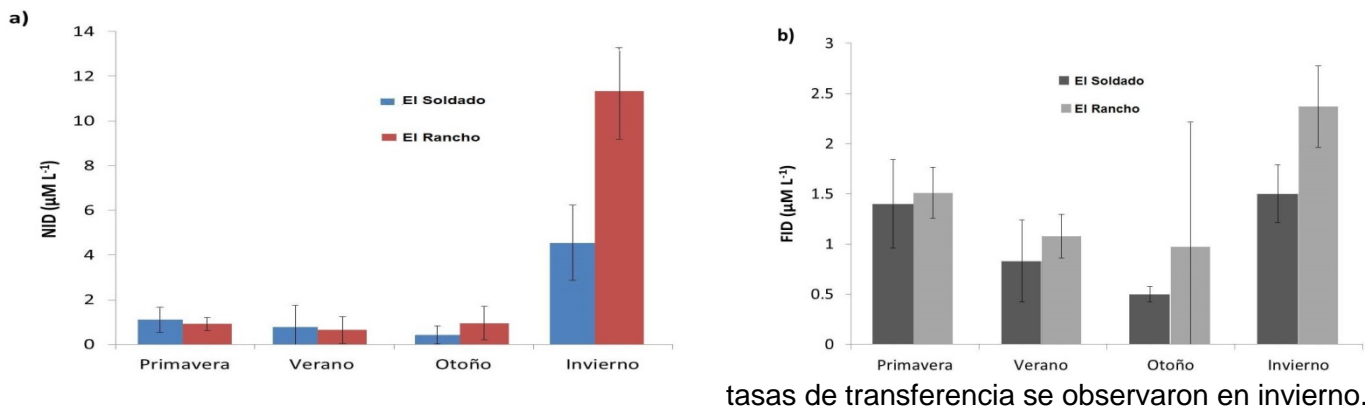 a)
NID (µM L-1)
14
12
10
8
6
4
2
0
El Soldado
El Rancho
Primavera Verano Otoño Invierno
b)
FID (µM L-1)
3
2.5
2
1.5
1
0.5
0
El Soldado
El Rancho
Primavera Verano Otoño Invierno
tasas de transferencia se observaron en invierno.